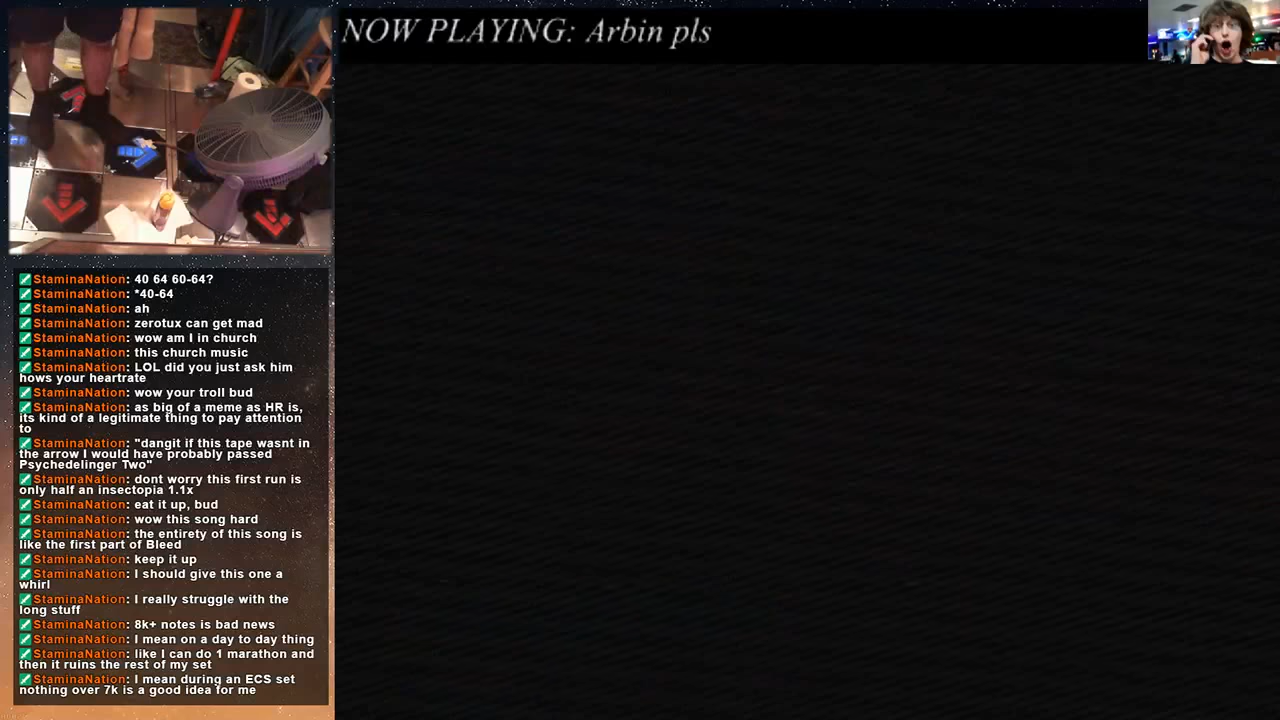 NOW PLAYING: Arbin pls
StaminaNation: 40 64 60-64?
StaminaNation: *40-64
StaminaNation: ah
StaminaNation: zerotux can get mad
StaminaNation: wow am I in church
StaminaNation: this church music
StaminaNation: LOL did you just ask him
hows your heartrate
StaminaNation: wow your troll bud
StaminaNation: as big of a meme as HR is,
its kind of a legitimate thing to pay attention
to
StaminaNation: "dangit if this tape wasnt in
the arrow I would have probably passed
Psychedelinger Two"
StaminaNation: dont worry this first run is
only half an insectopia 1.1x
StaminaNation: eat it up, bud
StaminaNation: wow this song hard
StaminaNation: the entirety of this song is
like the first part of Bleed
StaminaNation: keep it up
StaminaNation: I should give this one a
whirl
StaminaNation: I really struggle with the
long stuff
StaminaNation: 8k+ notes is bad news
StaminaNation: I mean on a day to day thing
StaminaNation: like I can do 1 marathon and
then it ruins the rest of my set
StaminaNation: I mean during an ECS set
nothing over 7k is a good idea for me